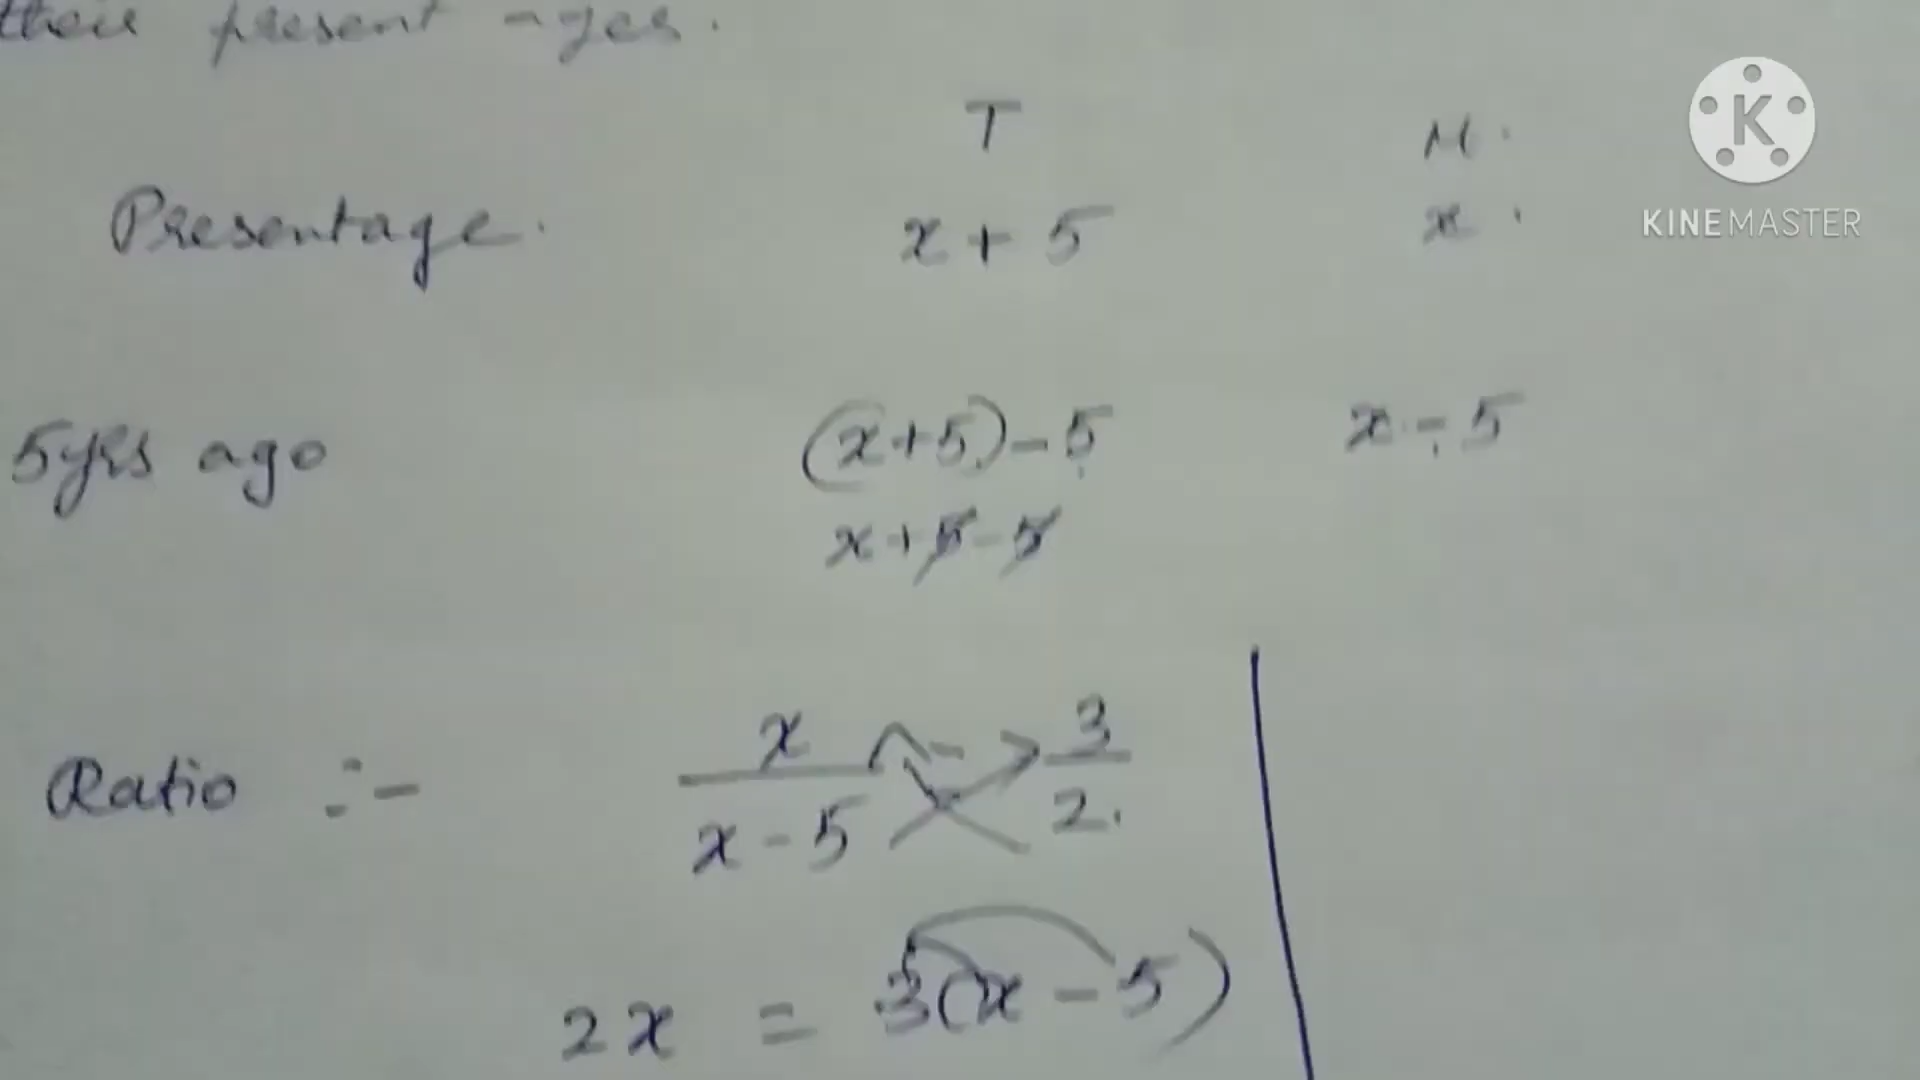 their present ages.
T H.
Presentage. x + 5 x.
5yrs ago (x+5)-5 x-5
x+5-5
Ratio :- x/x-5 = 3/2.
2x = 3(x-5)
K
KINEMASTER